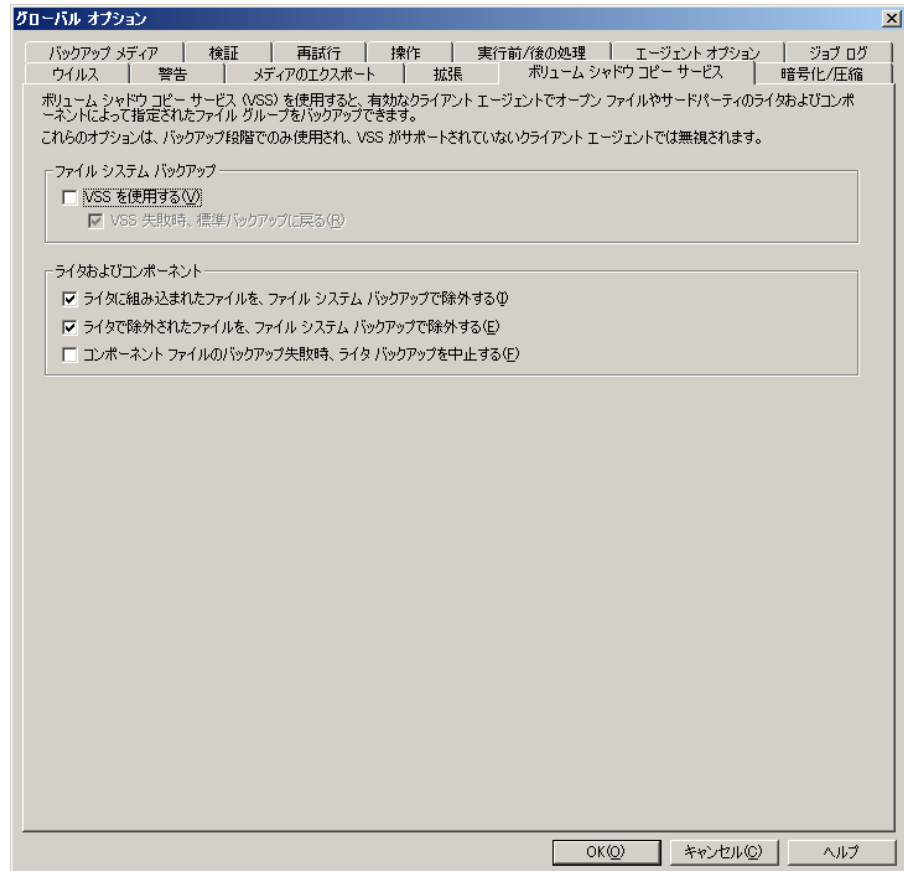 グローバル オプション
バックアップ メディア 検証 再試行 操作 実行前/後の処理 エージェント オプション ジョブ ログ
ウイルス 警告 メディアのエクスポート 拡張 ボリューム シャドウ コピー サービス 暗号化/圧縮
ボリューム シャドウ コピー サービス (VSS) を使用すると、有効なクライアント エージェントでオープン ファイルやサードパーティのライタおよびコンポ
ーネントによって指定されたファイル グループをバックアップできます。
これらのオプションは、バックアップ段階でのみ使用され、VSS がサポートされていないクライアント エージェントでは無視されます。
ファイル システム バックアップ
VSS を使用する(V)
VSS 失敗時、標準バックアップに戻る(R)
ライタおよびコンポーネント
ライタに組み込まれたファイルを、ファイル システム バックアップで除外する(I)
ライタで除外されたファイルを、ファイル システム バックアップで除外する(E)
コンポーネント ファイルのバックアップ失敗時、ライタ バックアップを中止する(F)
OK(O) キャンセル(C) ヘルプ